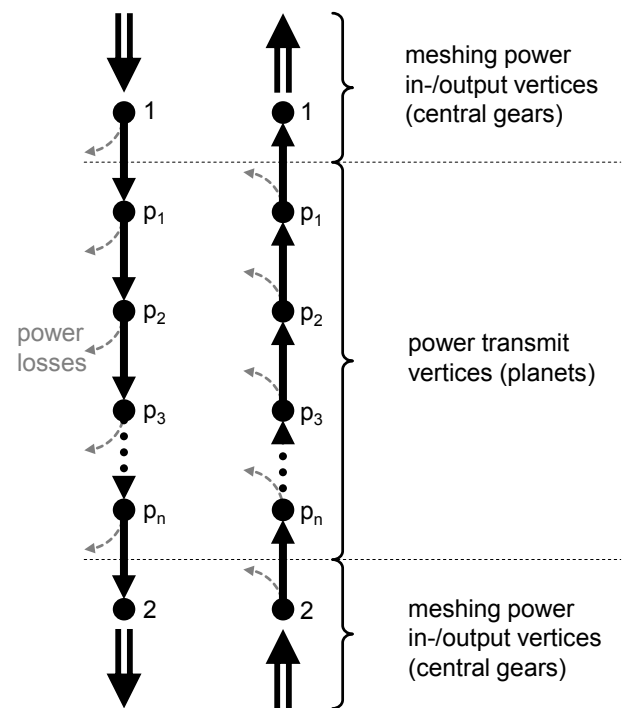 meshing power
in-/output vertices
(central gears)
1
1
p1
p1
p2
p2
power
losses
power transmit
vertices (planets)
p3
p3
pn
pn
2
2
meshing power
in-/output vertices
(central gears)